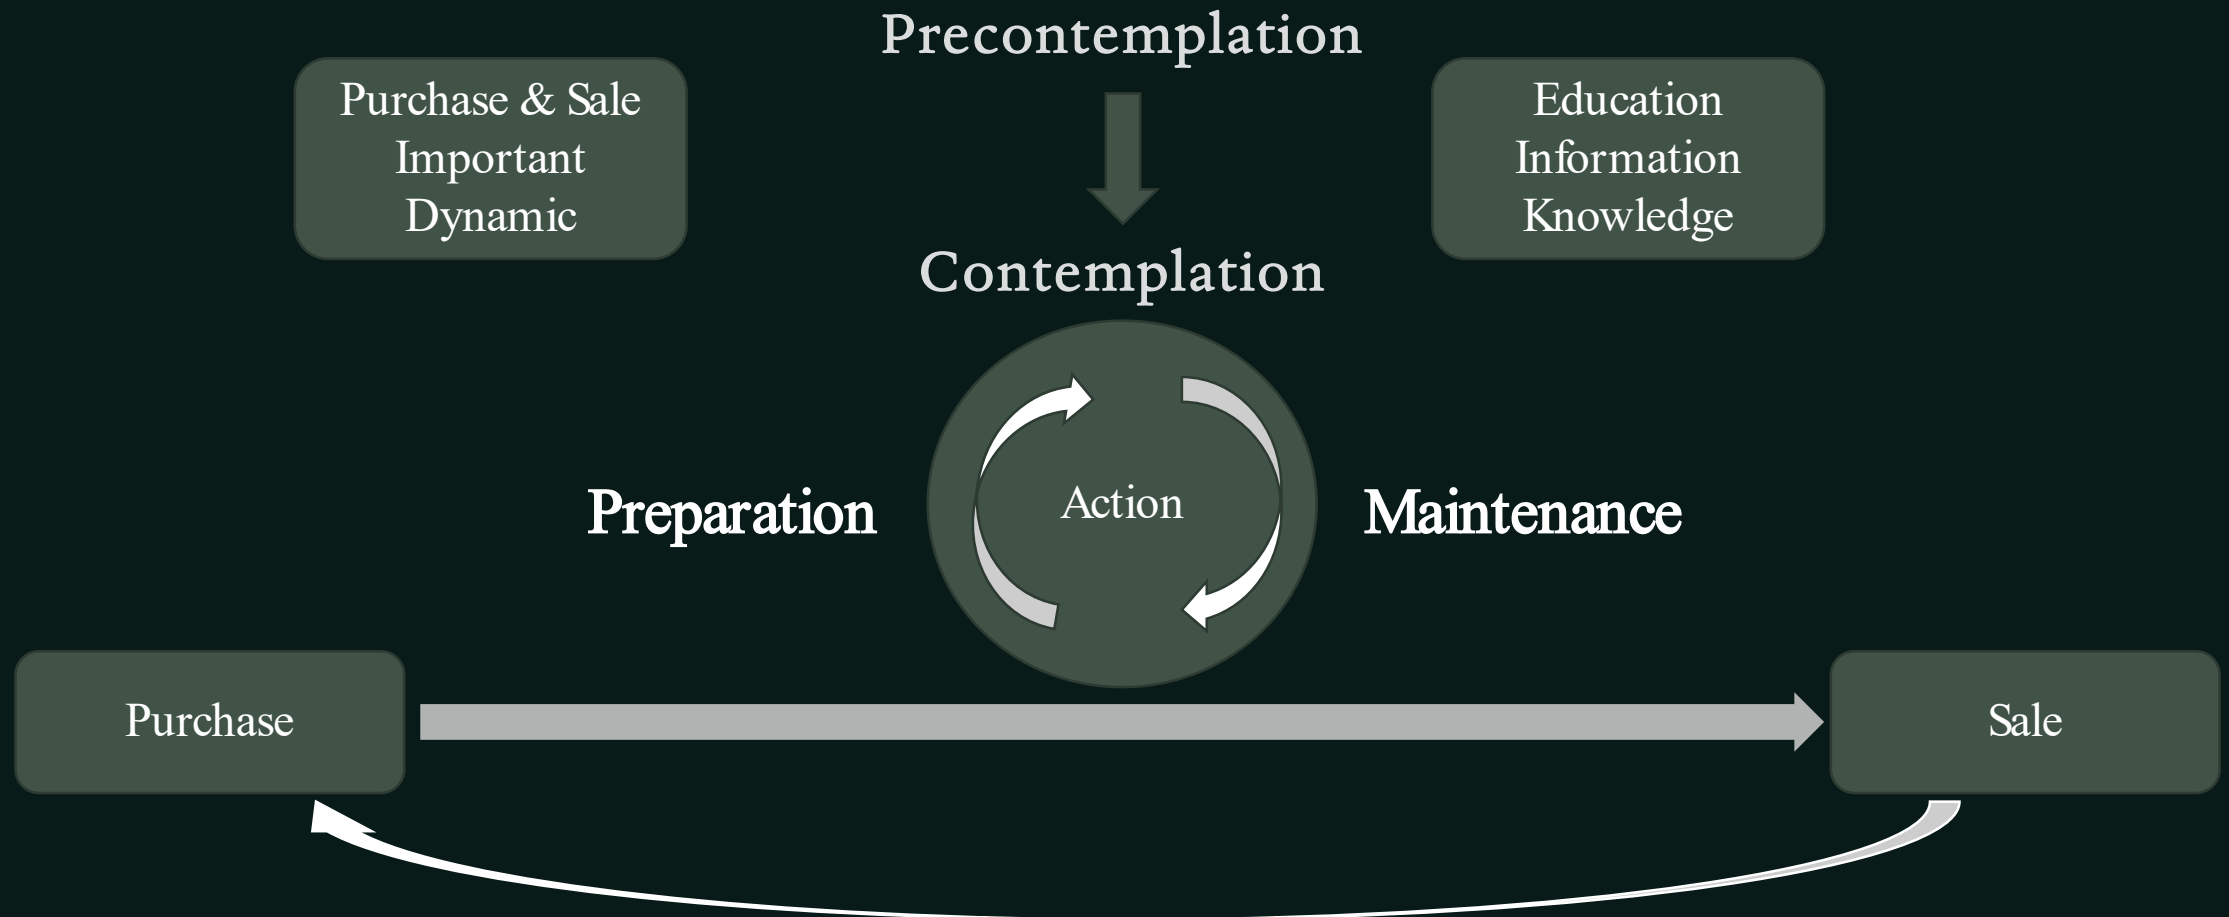 Precontemplation
Purchase & Sale
Important
Dynamic
Education
Information
Knowledge
Contemplation
Preparation
Action
Maintenance
Purchase
Sale